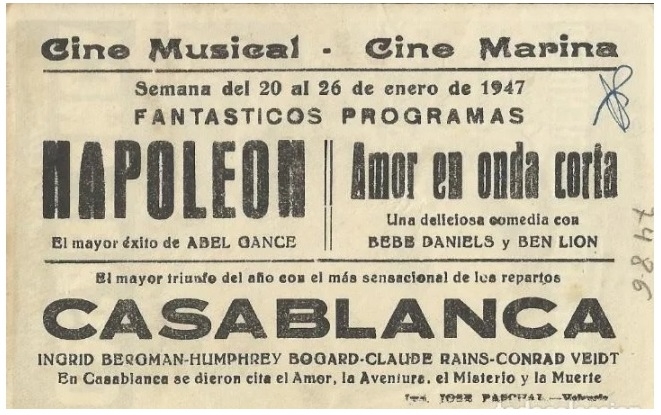 Cine Musical - Cine Marina
Semana del 20 al 26 de enero de 1947
FANTASTICOS PROGRAMAS
NAPOLEON
El mayor éxito de ABEL GANCE
Amor en onda corta
Una deliciosa comedia con
BEBE DANIELS y BEN LION
El mayor triunfo del año con el más sensacional de los repartos
CASABLANCA
INGRID BERGMAN-HUMPHREY BOGARD-CLAUDE RAINS-CONRAD VEIDT
En Casablanca se dieron cita el Amor, la Aventura, el Misterio y la Muerte
JOSE PASCUAL.—Valencia
7486